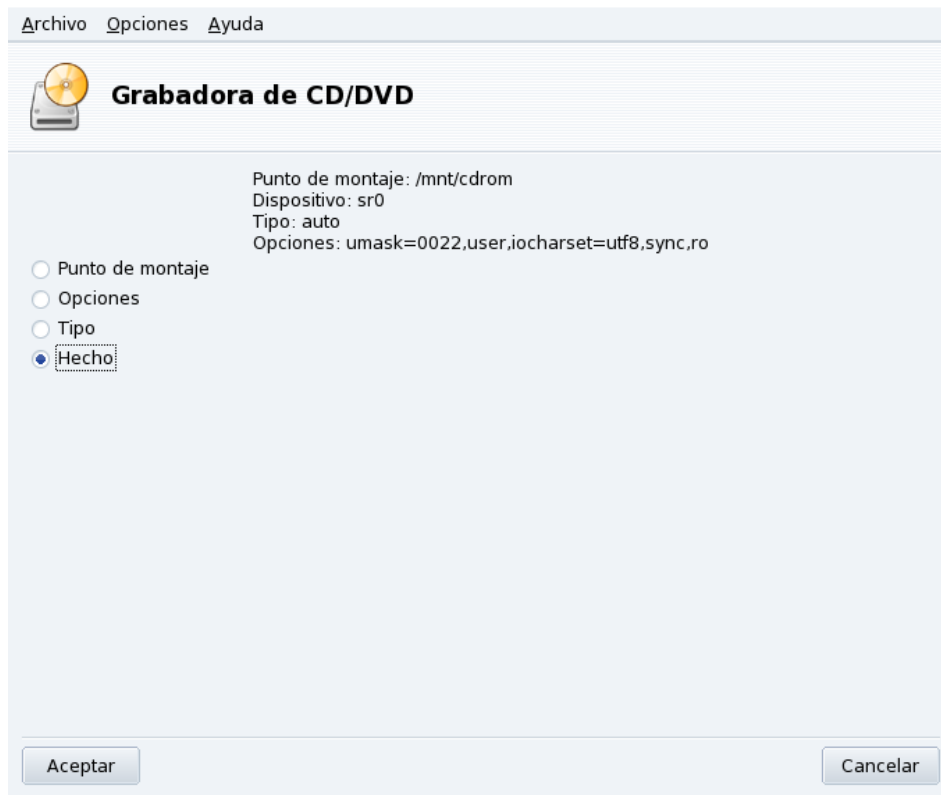 Archivo Opciones Ayuda
Grabadora de CD/DVD
Punto de montaje: /mnt/cdrom
Dispositivo: sr0
Tipo: auto
Opciones: umask=0022,user,iocharset=utf8,sync,ro
Punto de montaje
Opciones
Tipo
Hecho
Aceptar Cancelar